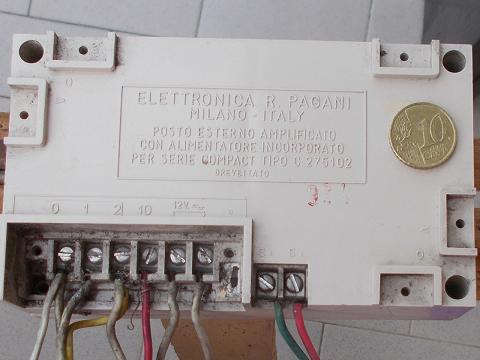 ELETTRONICA R. PAGANI
MILANO - ITALY
POSTO ESTERNO AMPLIFICATO
CON ALIMENTATORE INCORPORATO
PER SERIE COMPACT TIPO C 275102
BREVETTATO
10
0 1 2 10 12V
S. S.